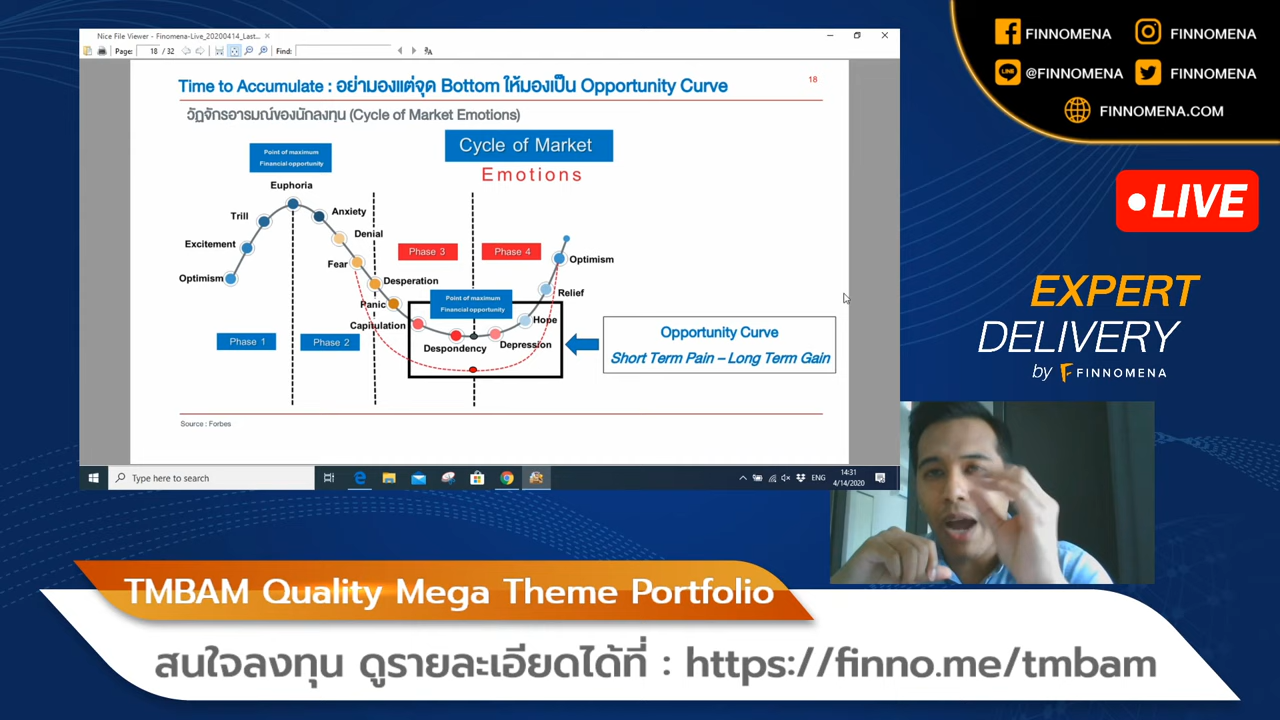 Nice File Viewer - Finomena-Live_20200414_Last...
Page: 18 / 32
Find:
Time to Accumulate : อย่ามองแต่จุด Bottom ให้มองเป็น Opportunity Curve
18
วัฏจักรอารมณ์ของนักลงทุน (Cycle of Market Emotions)
Cycle of Market
Emotions
Point of maximum
Financial opportunity
Euphoria
Trill
Anxiety
Excitement
Denial
Fear
Optimism
Desperation
Panic
Capitulation
Phase 3
Phase 4
Optimism
Relief
Point of maximum
Financial opportunity
Hope
Despondency
Depression
Phase 1
Phase 2
Opportunity Curve
Short Term Pain – Long Term Gain
Source : Forbes
Type here to search
ENG
14:31
4/14/2020
FINNOMENA
FINNOMENA
LINE
@FINNOMENA
FINNOMENA
FINNOMENA.COM
LIVE
EXPERT
DELIVERY
by FINNOMENA
TMBAM Quality Mega Theme Portfolio
สนใจลงทุน ดูรายละเอียดได้ที่ : https://finno.me/tmbam